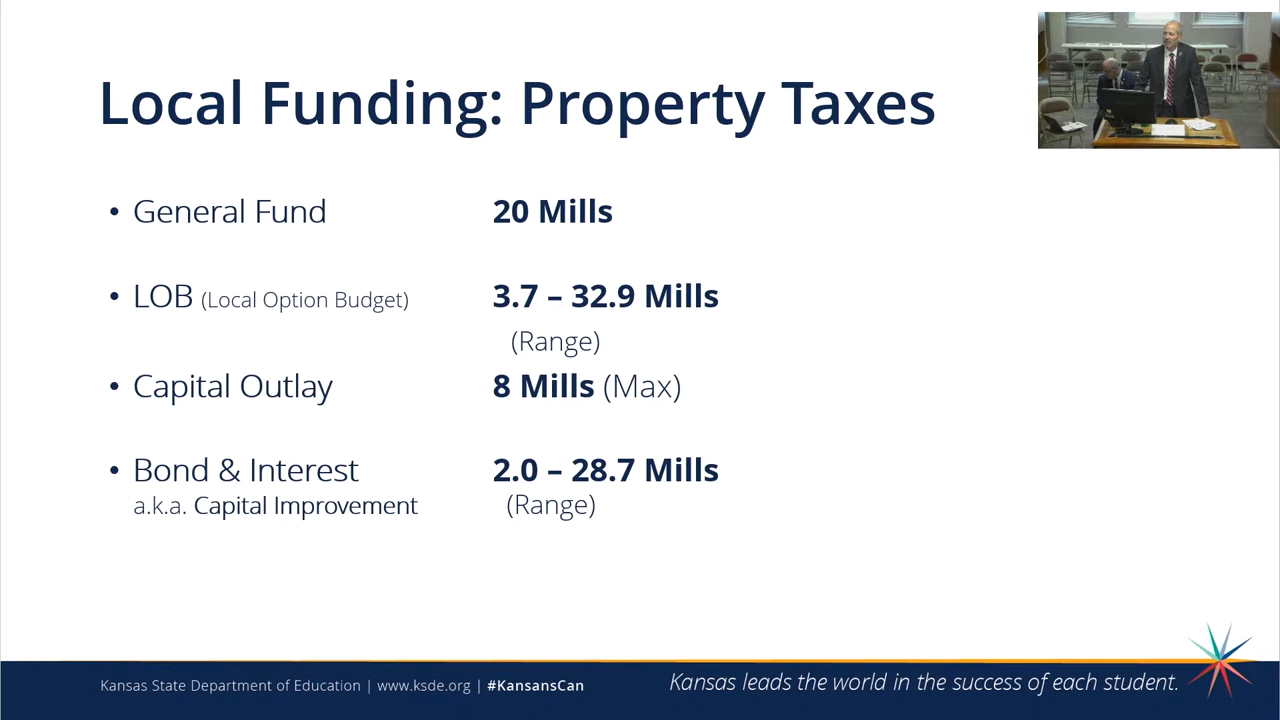 Local Funding: Property Taxes
• General Fund 20 Mills
• LOB (Local Option Budget) 3.7 – 32.9 Mills
(Range)
• Capital Outlay 8 Mills (Max)
• Bond & Interest 2.0 – 28.7 Mills
a.k.a. Capital Improvement (Range)
Kansas State Department of Education | www.ksde.org | #KansansCan
Kansas leads the world in the success of each student.